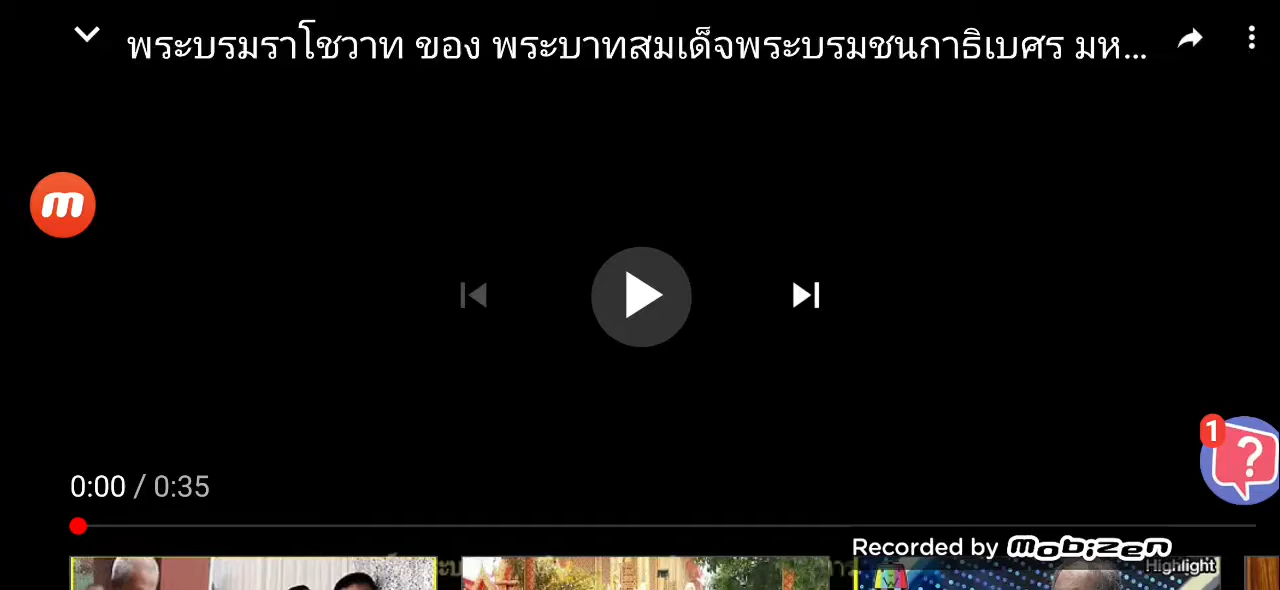 พระบรมราโชวาท ของ พระบาทสมเด็จพระบรมชนกาธิเบศร มห...
m
1
?
0:00 / 0:35
Recorded by mobizen
Highlight